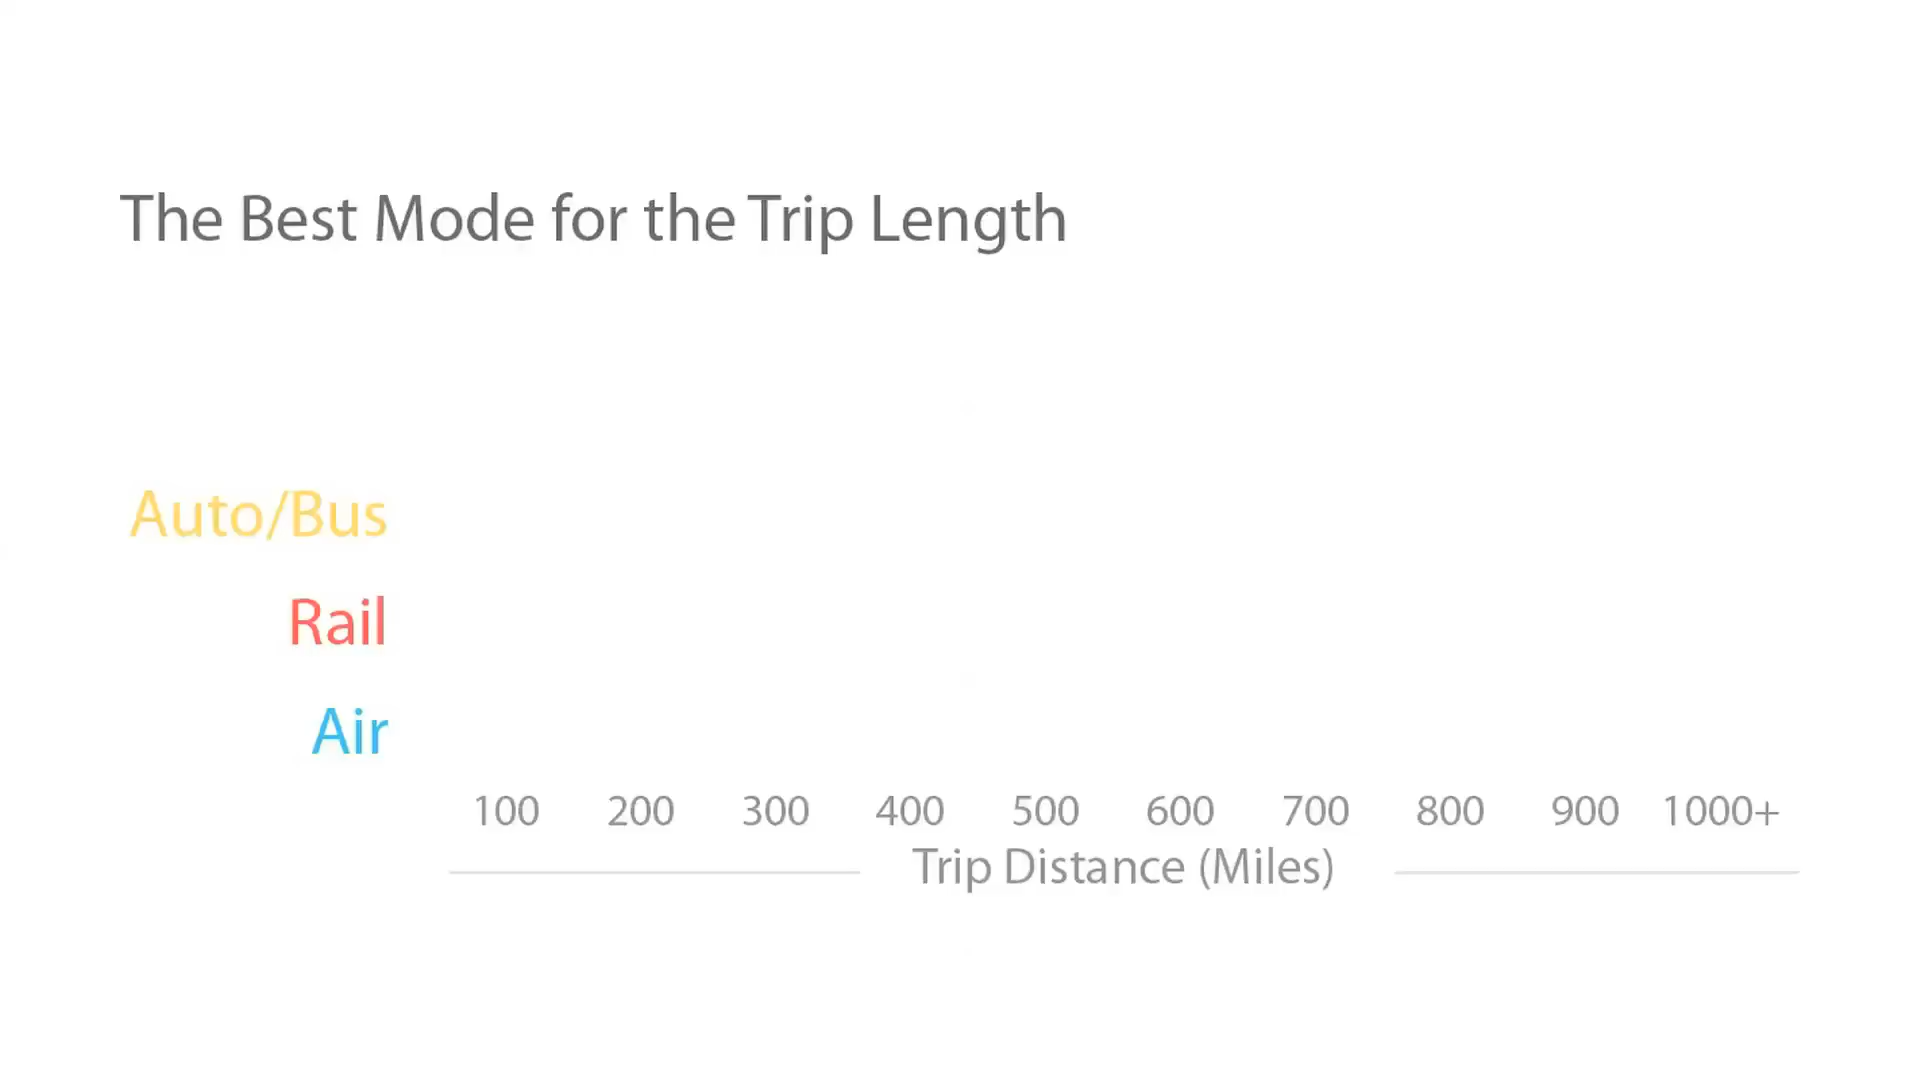 The Best Mode for the Trip Length
Auto/Bus
Rail
Air
100 200 300 400 500 600 700 800 900 1000+
Trip Distance (Miles)